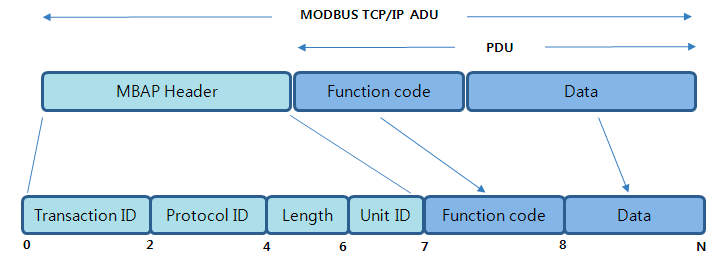 MODBUS TCP/IP ADU
PDU
MBAP Header Function code Data
Transaction ID Protocol ID Length Unit ID Function code Data
0 2 4 6 7 8 N